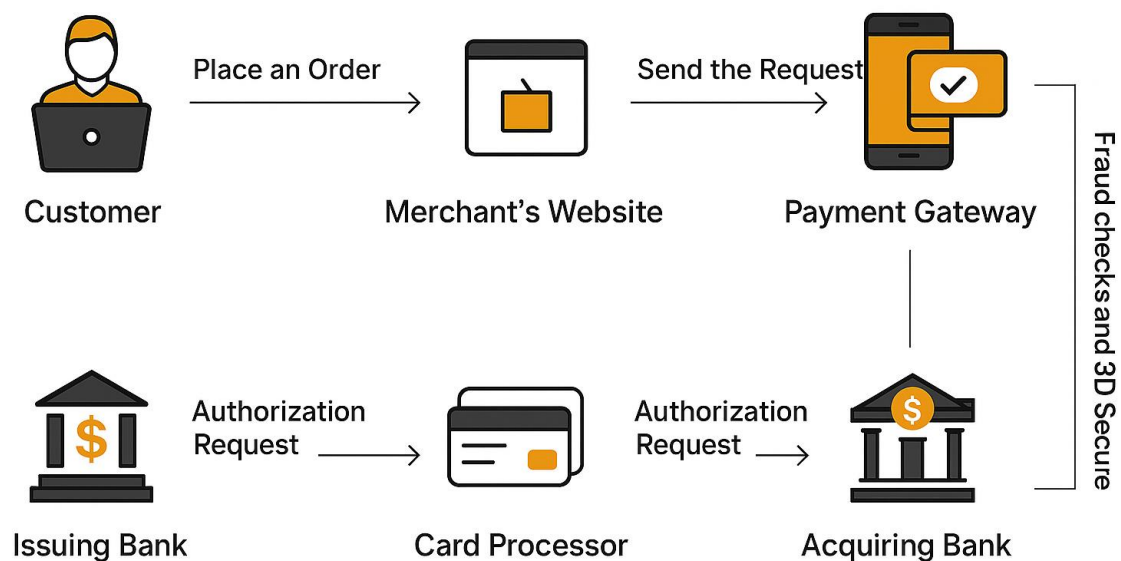 Place an Order
Send the Request
Customer
Merchant's Website
Payment Gateway
Fraud checks and 3D Secure
$
Authorization
Request
Authorization
Request
$
Issuing Bank
Card Processor
Acquiring Bank